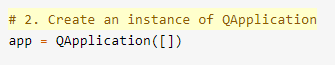 # 2. Create an instance of QApplication
app = QApplication([])